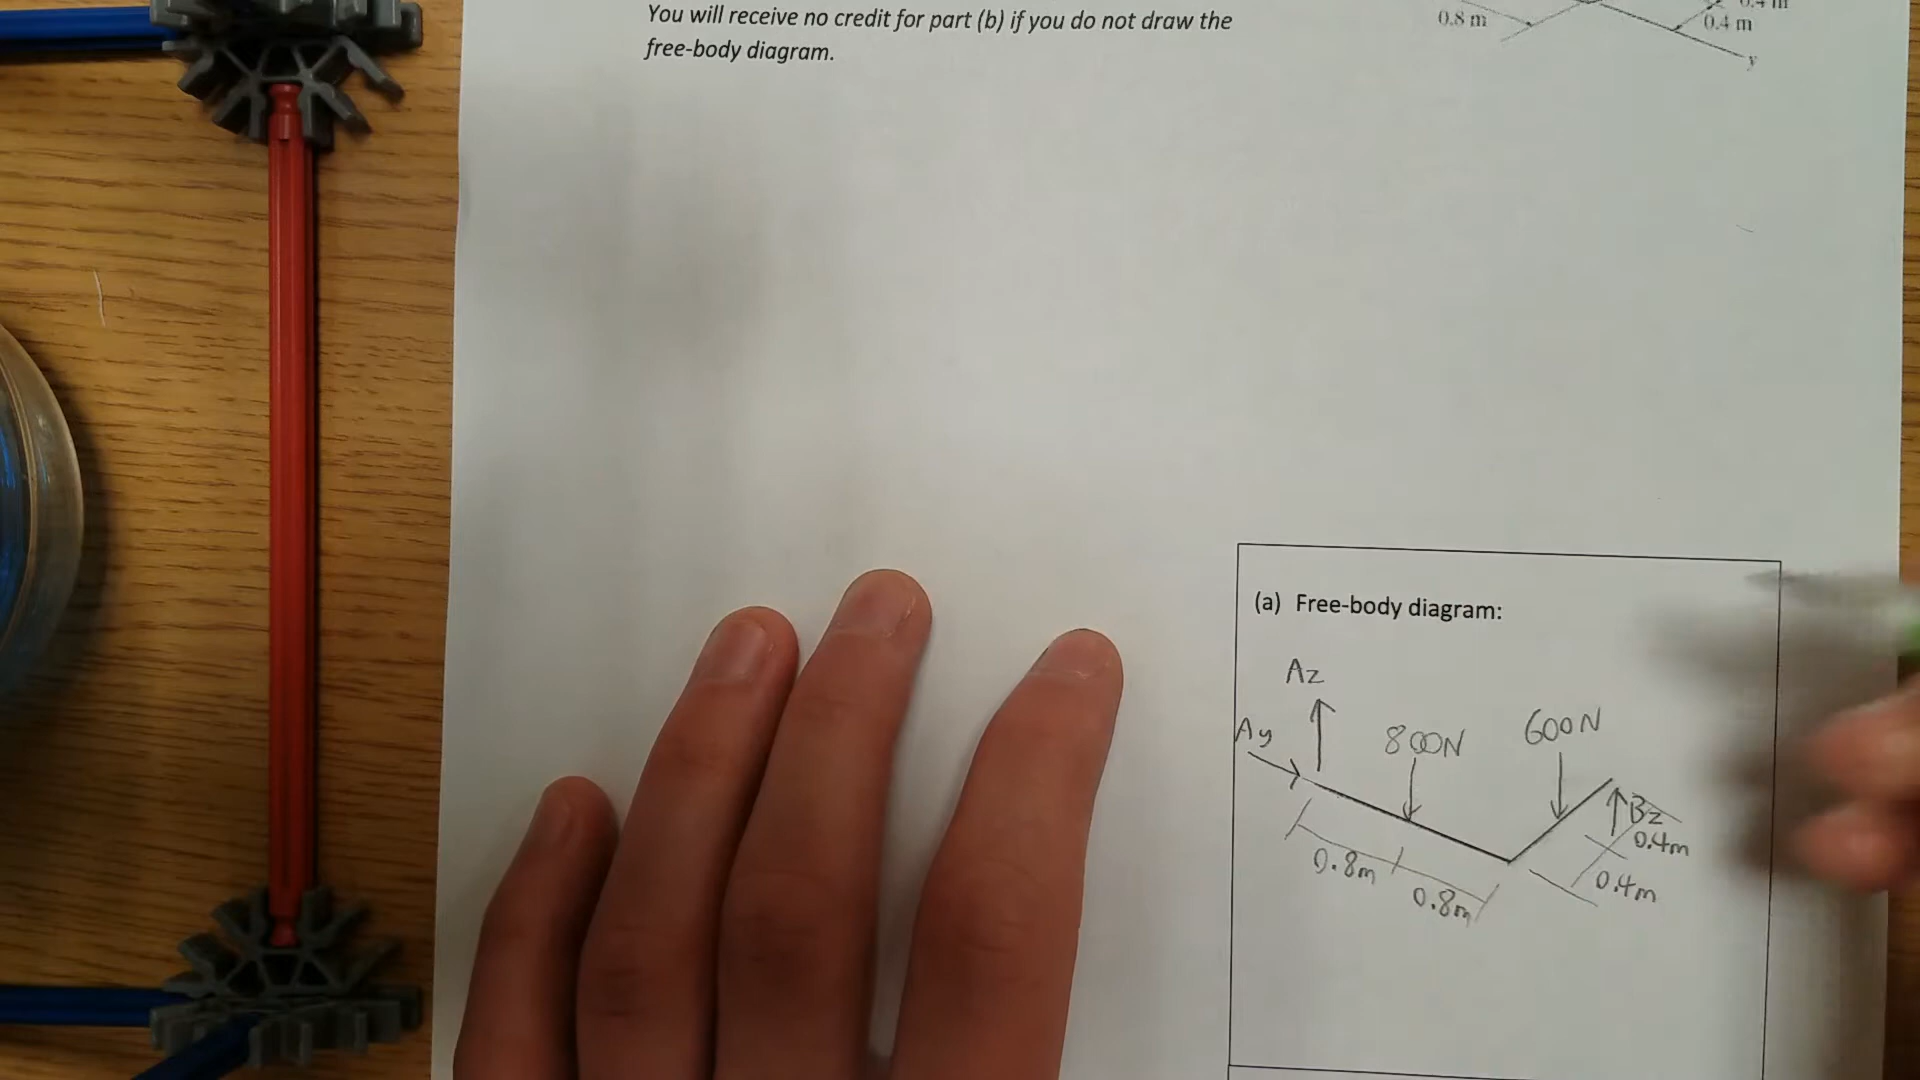 You will receive no credit for part (b) if you do not draw the
free-body diagram.
0.8 m
0.4 m
y
(a) Free-body diagram:
Az
Ay
800N
600N
Bz
0.4m
0.4m
0.8m
0.8m